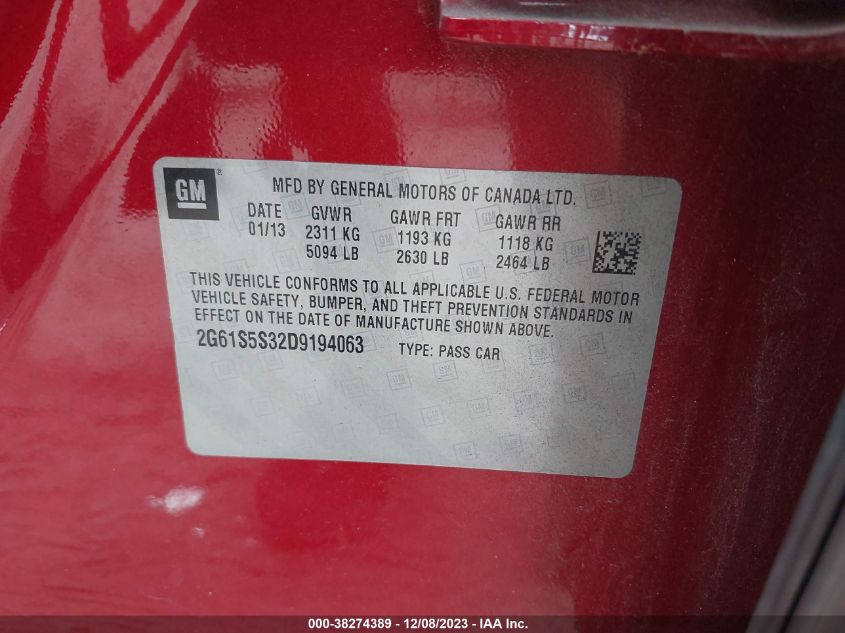 GM ®
MFD BY GENERAL MOTORS OF CANADA LTD.
DATE GVWR GAWR FRT GAWR RR
01/13 2311 KG 1193 KG 1118 KG
5094 LB 2630 LB 2464 LB
THIS VEHICLE CONFORMS TO ALL APPLICABLE U.S. FEDERAL MOTOR
VEHICLE SAFETY, BUMPER, AND THEFT PREVENTION STANDARDS IN
EFFECT ON THE DATE OF MANUFACTURE SHOWN ABOVE.
2G61S5S32D9194063 TYPE: PASS CAR
000-38274389 - 12/08/2023 - IAA Inc.